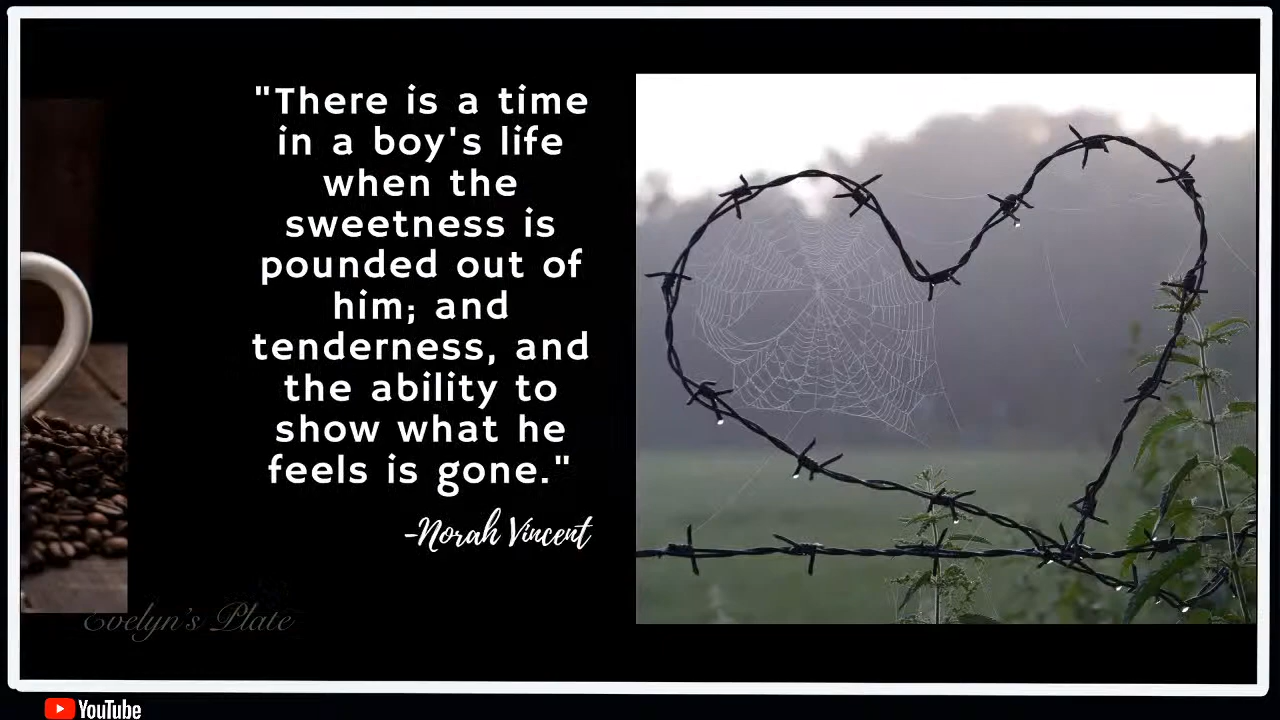 "There is a time
in a boy's life
when the
sweetness is
pounded out of
him; and
tenderness, and
the ability to
show what he
feels is gone."
-Norah Vincent
Evelyn's Plate
YouTube